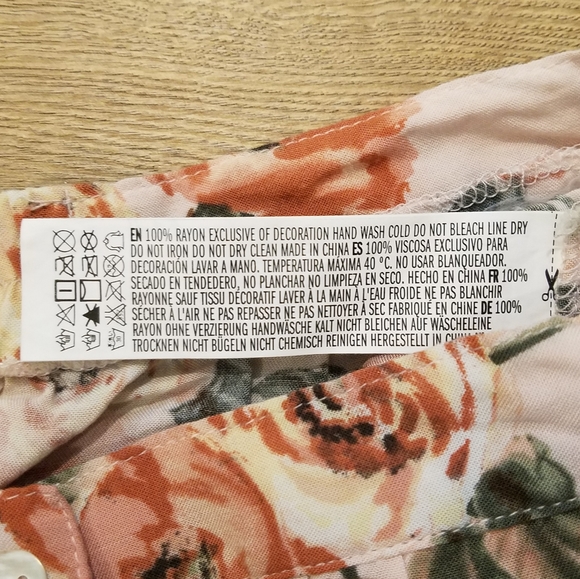 EN 100% RAYON EXCLUSIVE OF DECORATION HAND WASH COLD DO NOT BLEACH LINE DRY
DO NOT IRON DO NOT DRY CLEAN MADE IN CHINA ES 100% VISCOSA EXCLUSIVO PARA
DECORACIÓN LAVAR A MANO. TEMPERATURA MÁXIMA 40 °C. NO USAR BLANQUEADOR.
SECADO EN TENDEDERO, NO PLANCHAR NO LIMPIEZA EN SECO. HECHO EN CHINA FR 100%
RAYONNE SAUF TISSU DÉCORATIF LAVER À LA MAIN À L'EAU FROIDE NE PAS BLANCHIR
SÉCHER À L'AIR NE PAS REPASSER NE PAS NETTOYER À SEC FABRIQUÉ EN CHINE DE 100%
RAYON OHNE VERZIERUNG HANDWÄSCHE KALT NICHT BLEICHEN AUF WÄSCHELEINE
TROCKNEN NICHT BÜGELN NICHT CHEMISCH REINIGEN HERGESTELLT IN